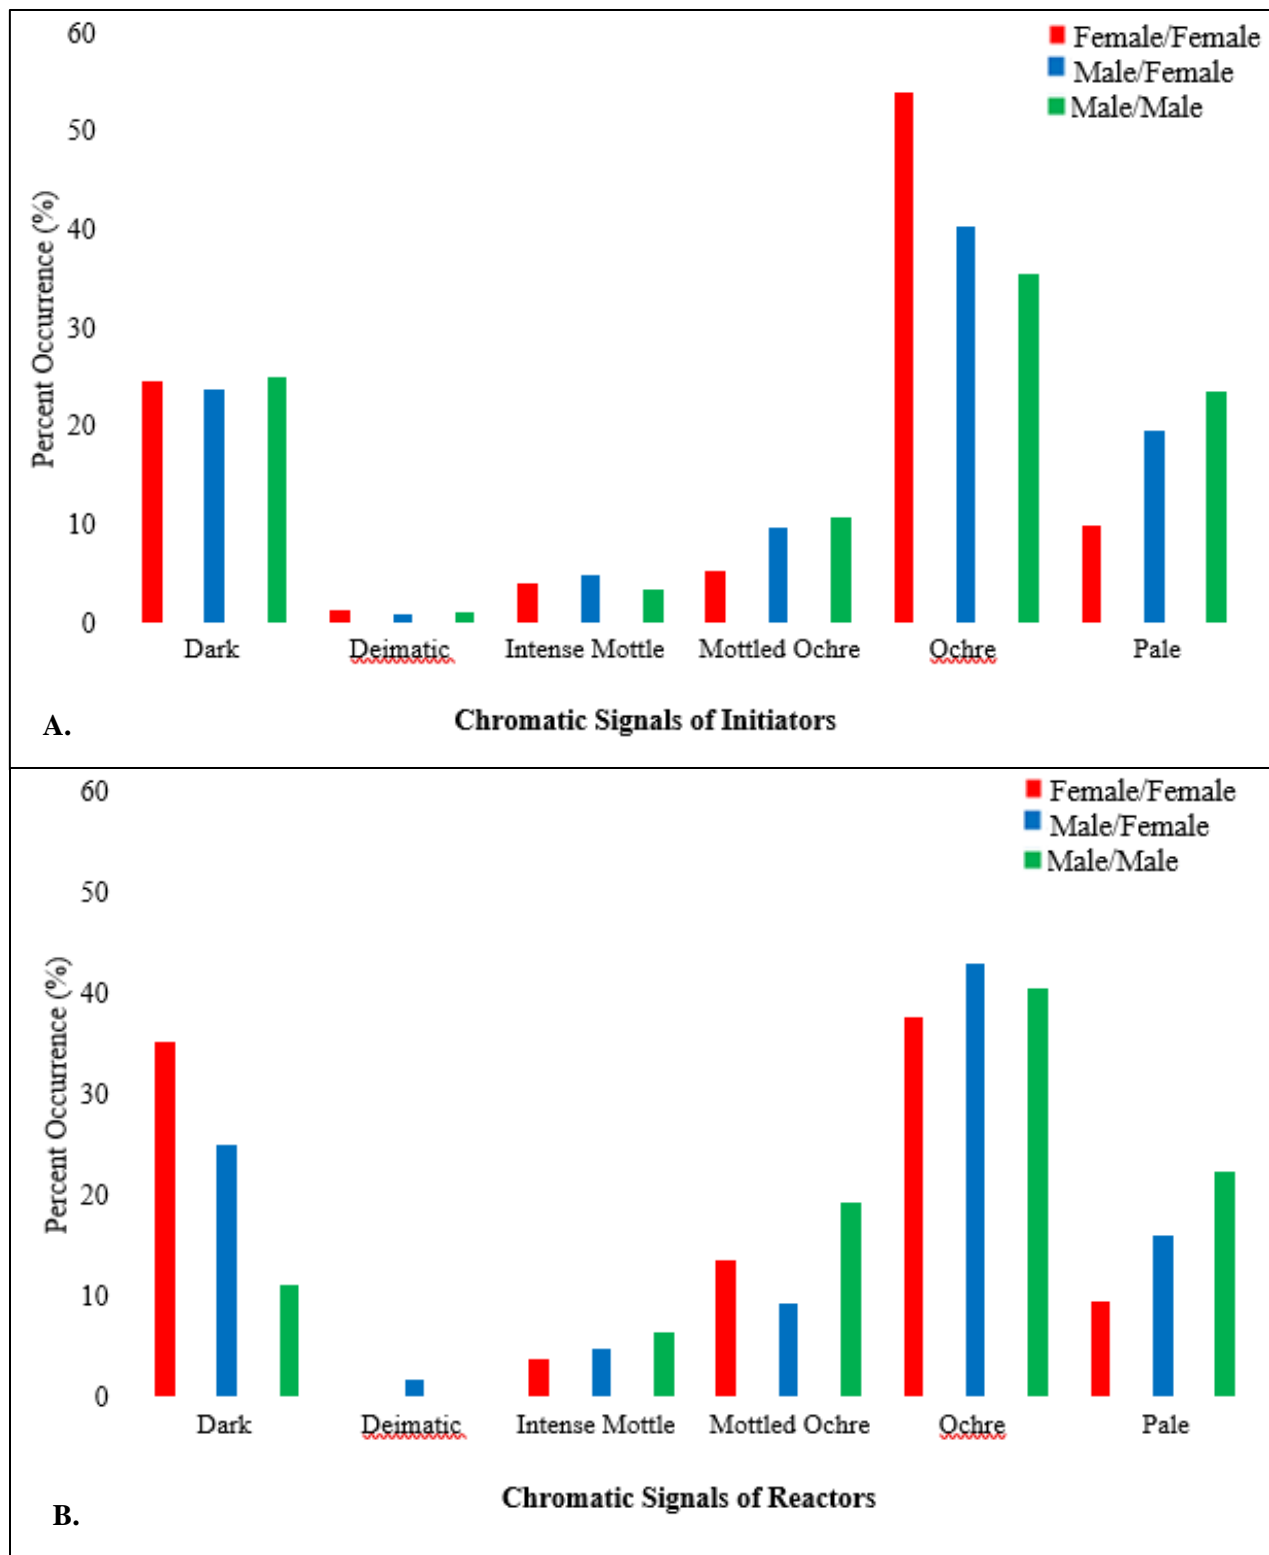 60
Female/Female
Male/Female
50
Male/Male
40
30
20
10
0
Percent Occurrence (%)
Dark Deimatic Intense Mottle Mottled Ochre Ochre Pale
Chromatic Signals of Initiators
A.
60
Female/Female
Male/Female
Male/Male
50
40
30
20
10
0
Percent Occurrence (%)
Dark Deimatic Intense Mottle Mottled Ochre Ochre Pale
Chromatic Signals of Reactors
B.